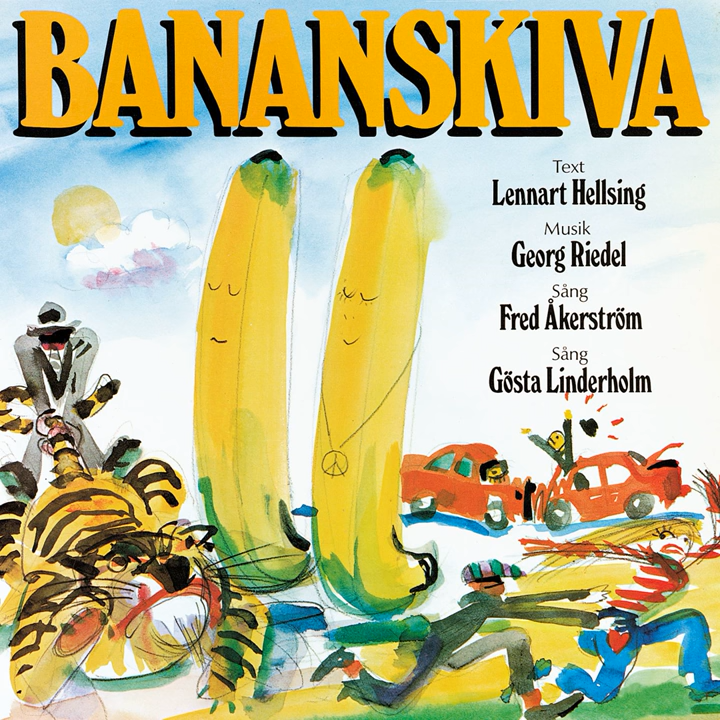 BANANSKIVA
Text
Lennart Hellsing
Musik
Georg Riedel
Sång
Fred Åkerström
Sång
Gösta Linderholm